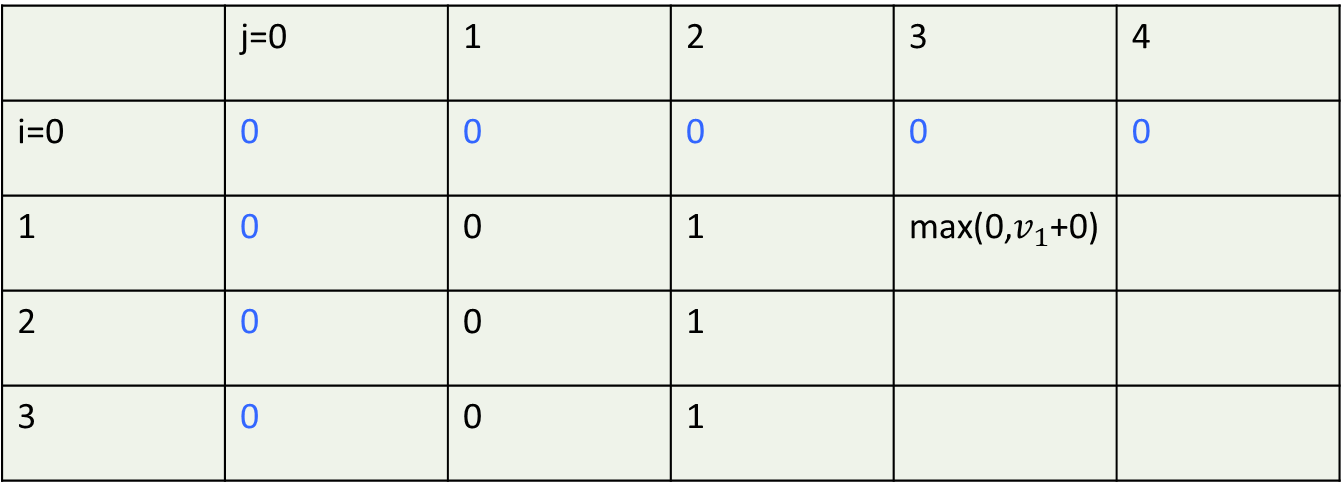 j=0 1 2 3 4
i=0 0 0 0 0 0
1 0 0 1 max(0,𝑣₁+0)
2 0 0 1
3 0 0 1